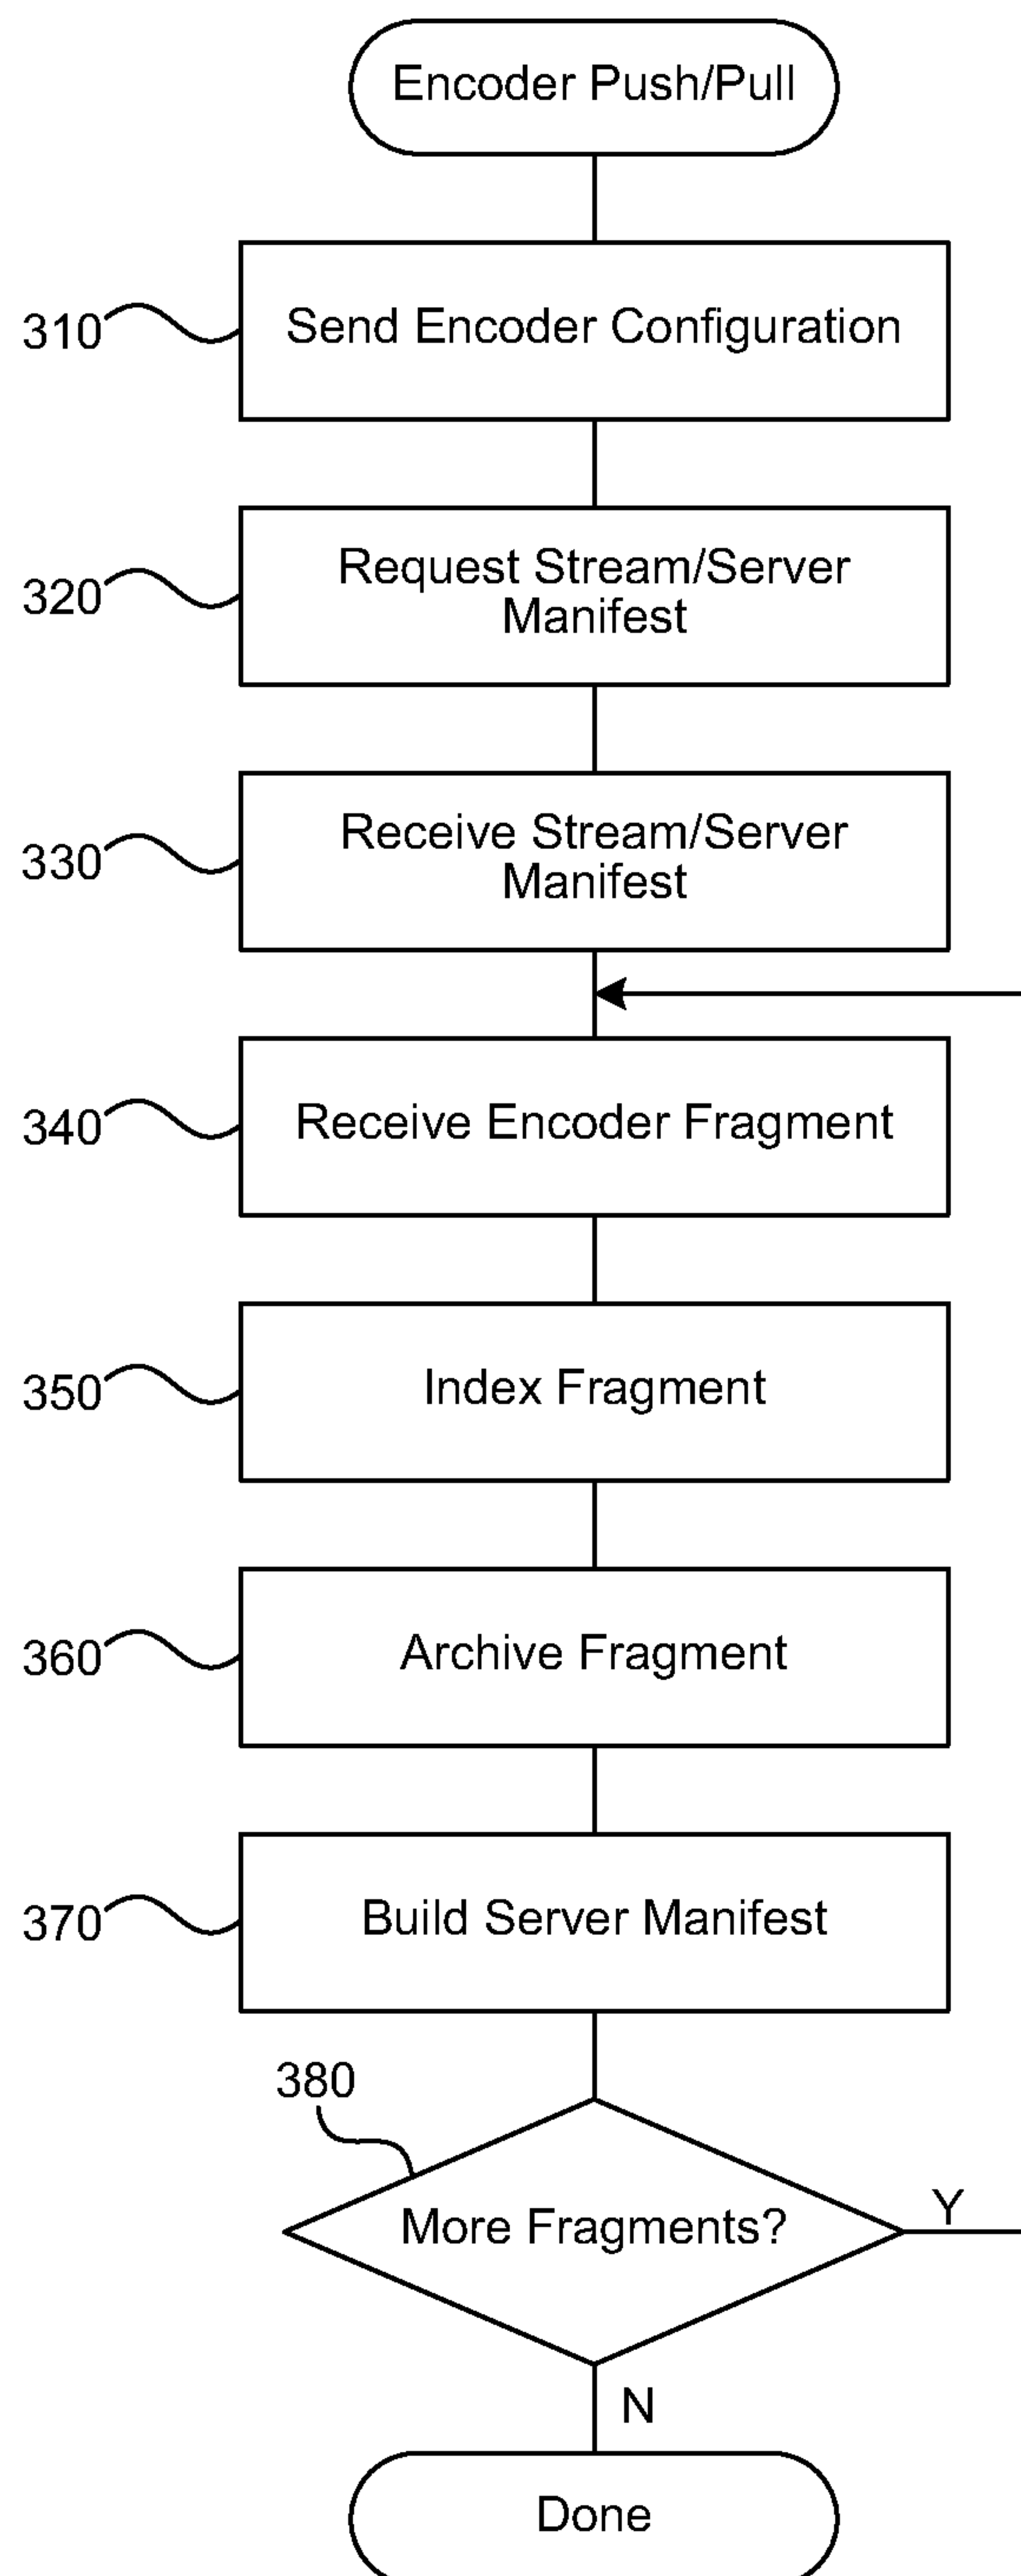 Encoder Push/Pull
310
Send Encoder Configuration
320
Request Stream/Server
Manifest
330
Receive Stream/Server
Manifest
340
Receive Encoder Fragment
350
Index Fragment
360
Archive Fragment
370
Build Server Manifest
380
More Fragments?
Y
N
Done